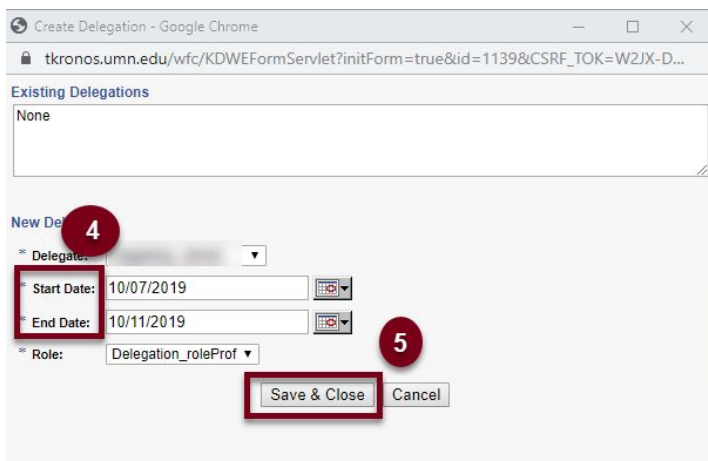 Create Delegation - Google Chrome
tkronos.umn.edu/wfc/KDWEFormServlet?initForm=true&id=1139&CSRF_TOK=W2JX-D...
Existing Delegations
None
New De
4
* Delegate:
* Start Date: 10/07/2019
* End Date: 10/11/2019
5
* Role: Delegation_roleProf
Save & Close Cancel